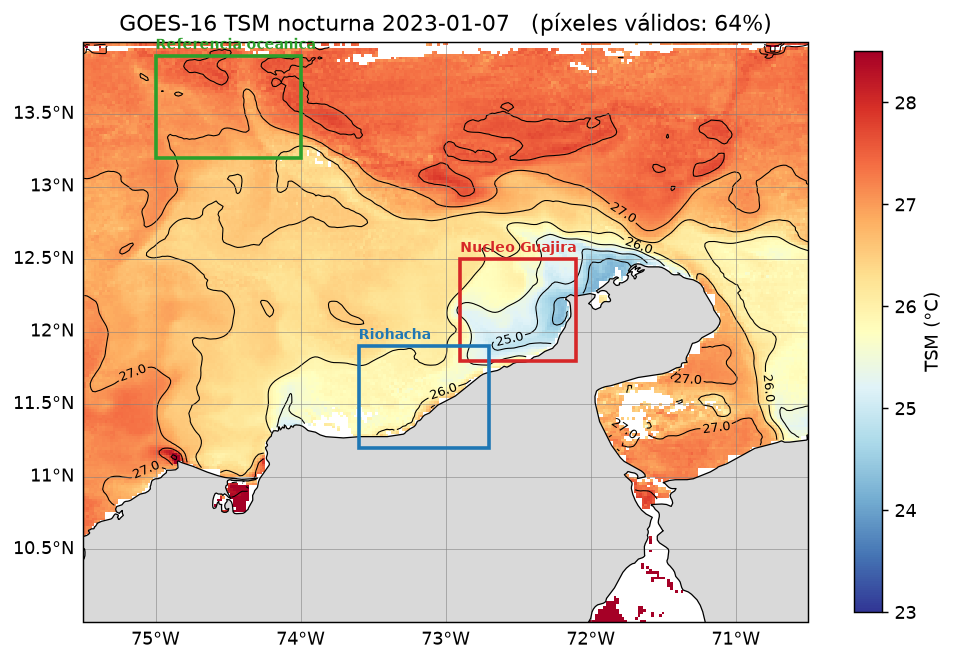 GOES-16 TSM nocturna 2023-01-07 (píxeles válidos: 64%)
Referencia oceanica
13.5°N
13°N
12.5°N
12°N
11.5°N
11°N
10.5°N
27.0
26.0
Nucleo Guajira
25.0
Riohacha
27.0
26.0
27.0
26.0
27.0
27.0
27.0
75°W
74°W
73°W
72°W
71°W
28
27
26
25
24
23
TSM (°C)